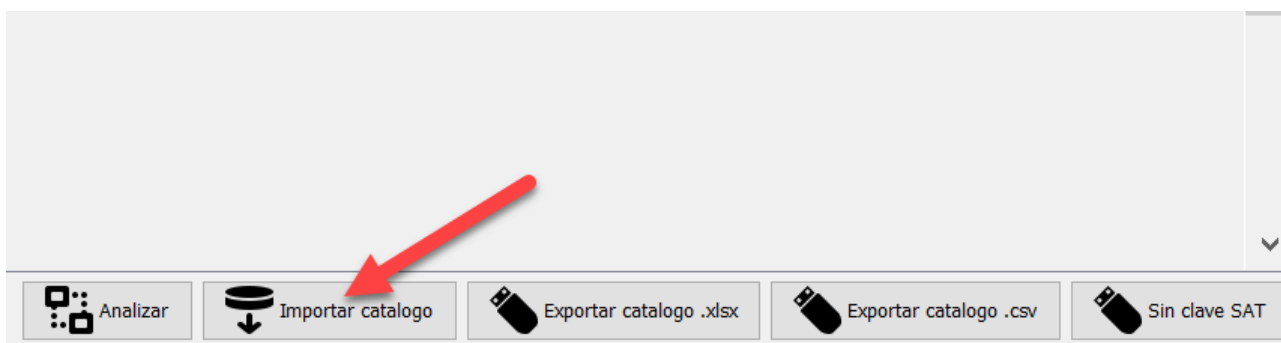 Analizar
Importar catalogo
Exportar catalogo .xlsx
Exportar catalogo .csv
Sin clave SAT